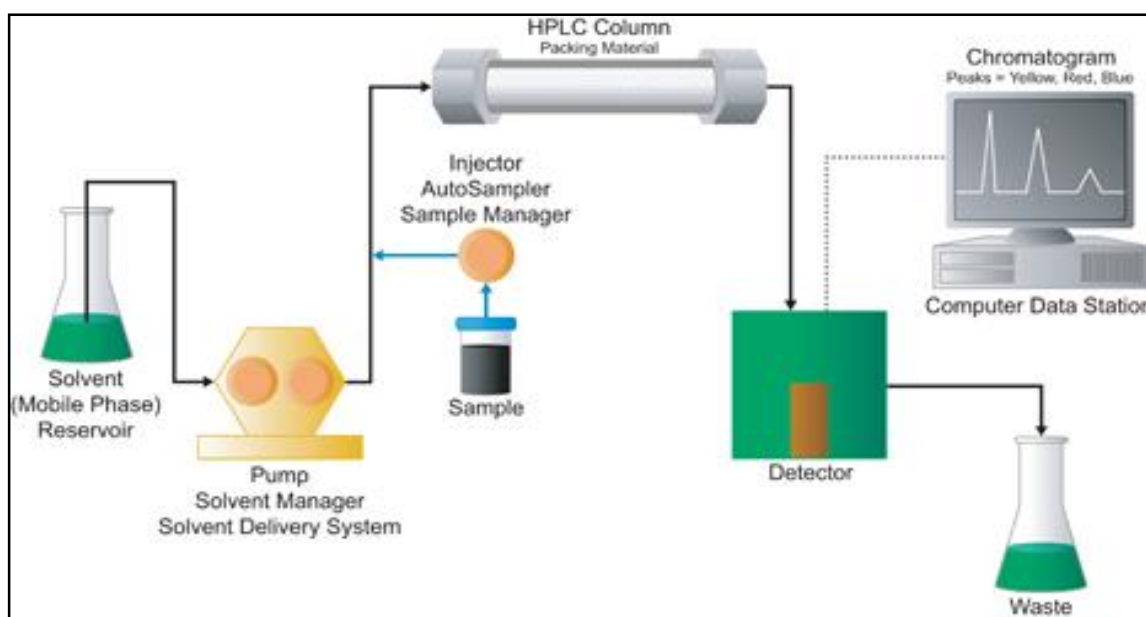 HPLC Column
Packing Material
Chromatogram
Peaks = Yellow, Red, Blue
Injector
AutoSampler
Sample Manager
Computer Data Station
Solvent
(Mobile Phase)
Reservoir
Sample
Pump
Solvent Manager
Solvent Delivery System
Detector
Waste